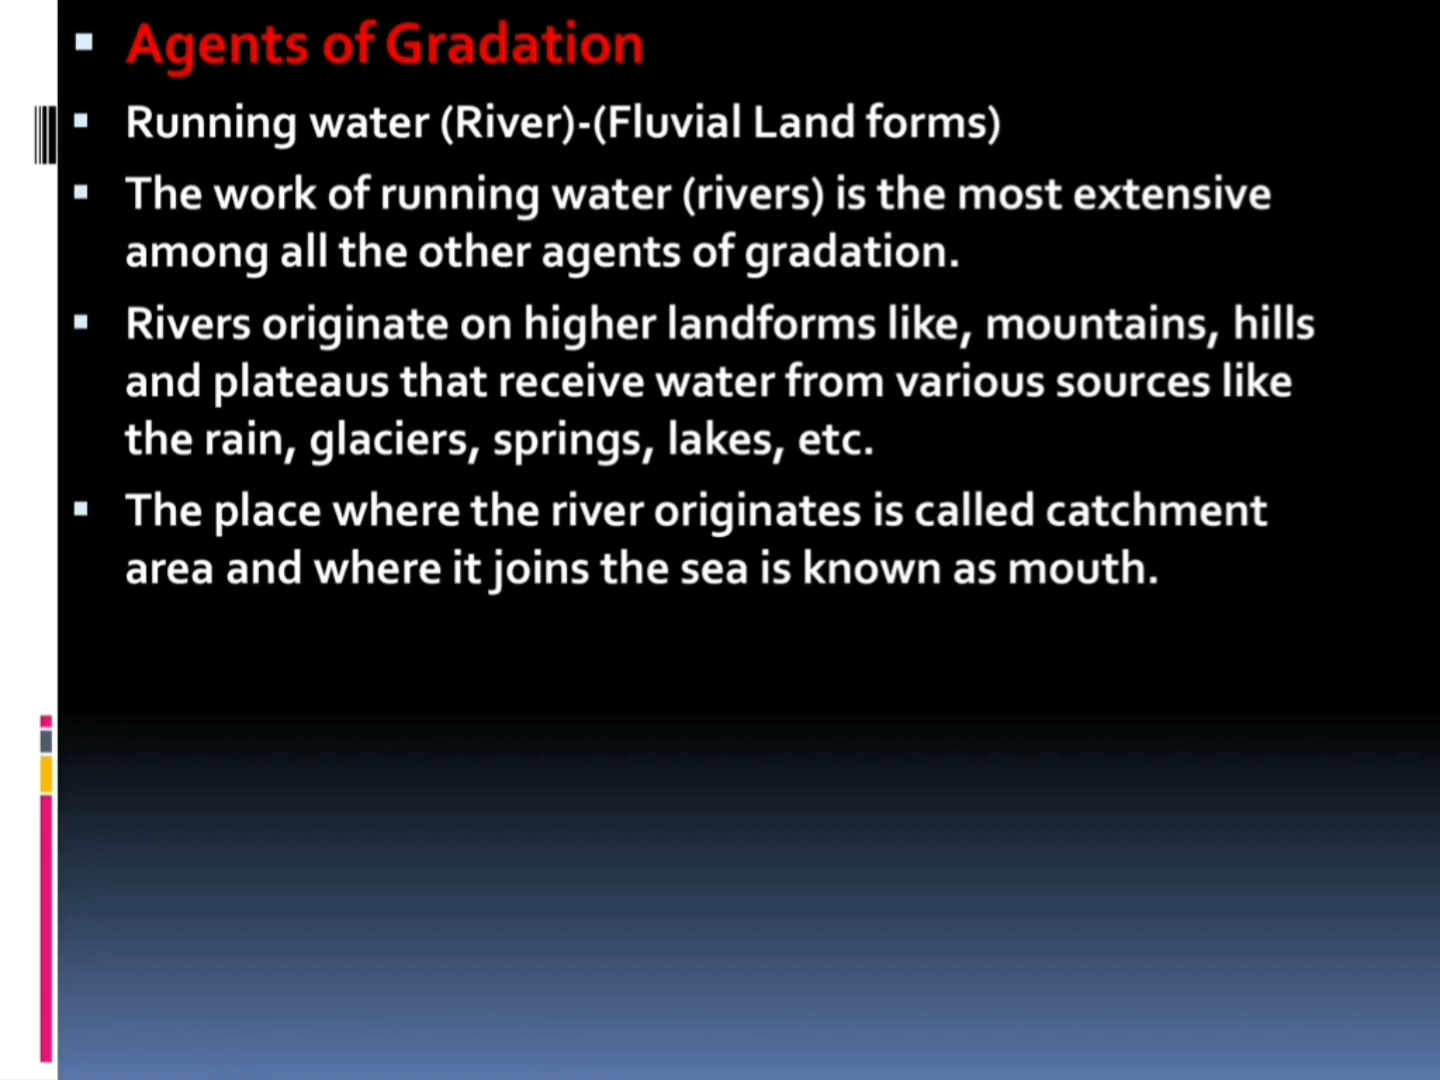 Agents of Gradation
Running water (River)-(Fluvial Land forms)
The work of running water (rivers) is the most extensive
among all the other agents of gradation.
Rivers originate on higher landforms like, mountains, hills
and plateaus that receive water from various sources like
the rain, glaciers, springs, lakes, etc.
The place where the river originates is called catchment
area and where it joins the sea is known as mouth.